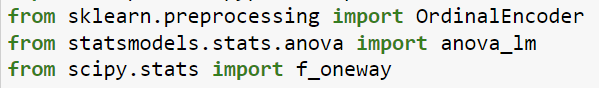 from sklearn.preprocessing import OrdinalEncoder
from statsmodels.stats.anova import anova_lm
from scipy.stats import f_oneway